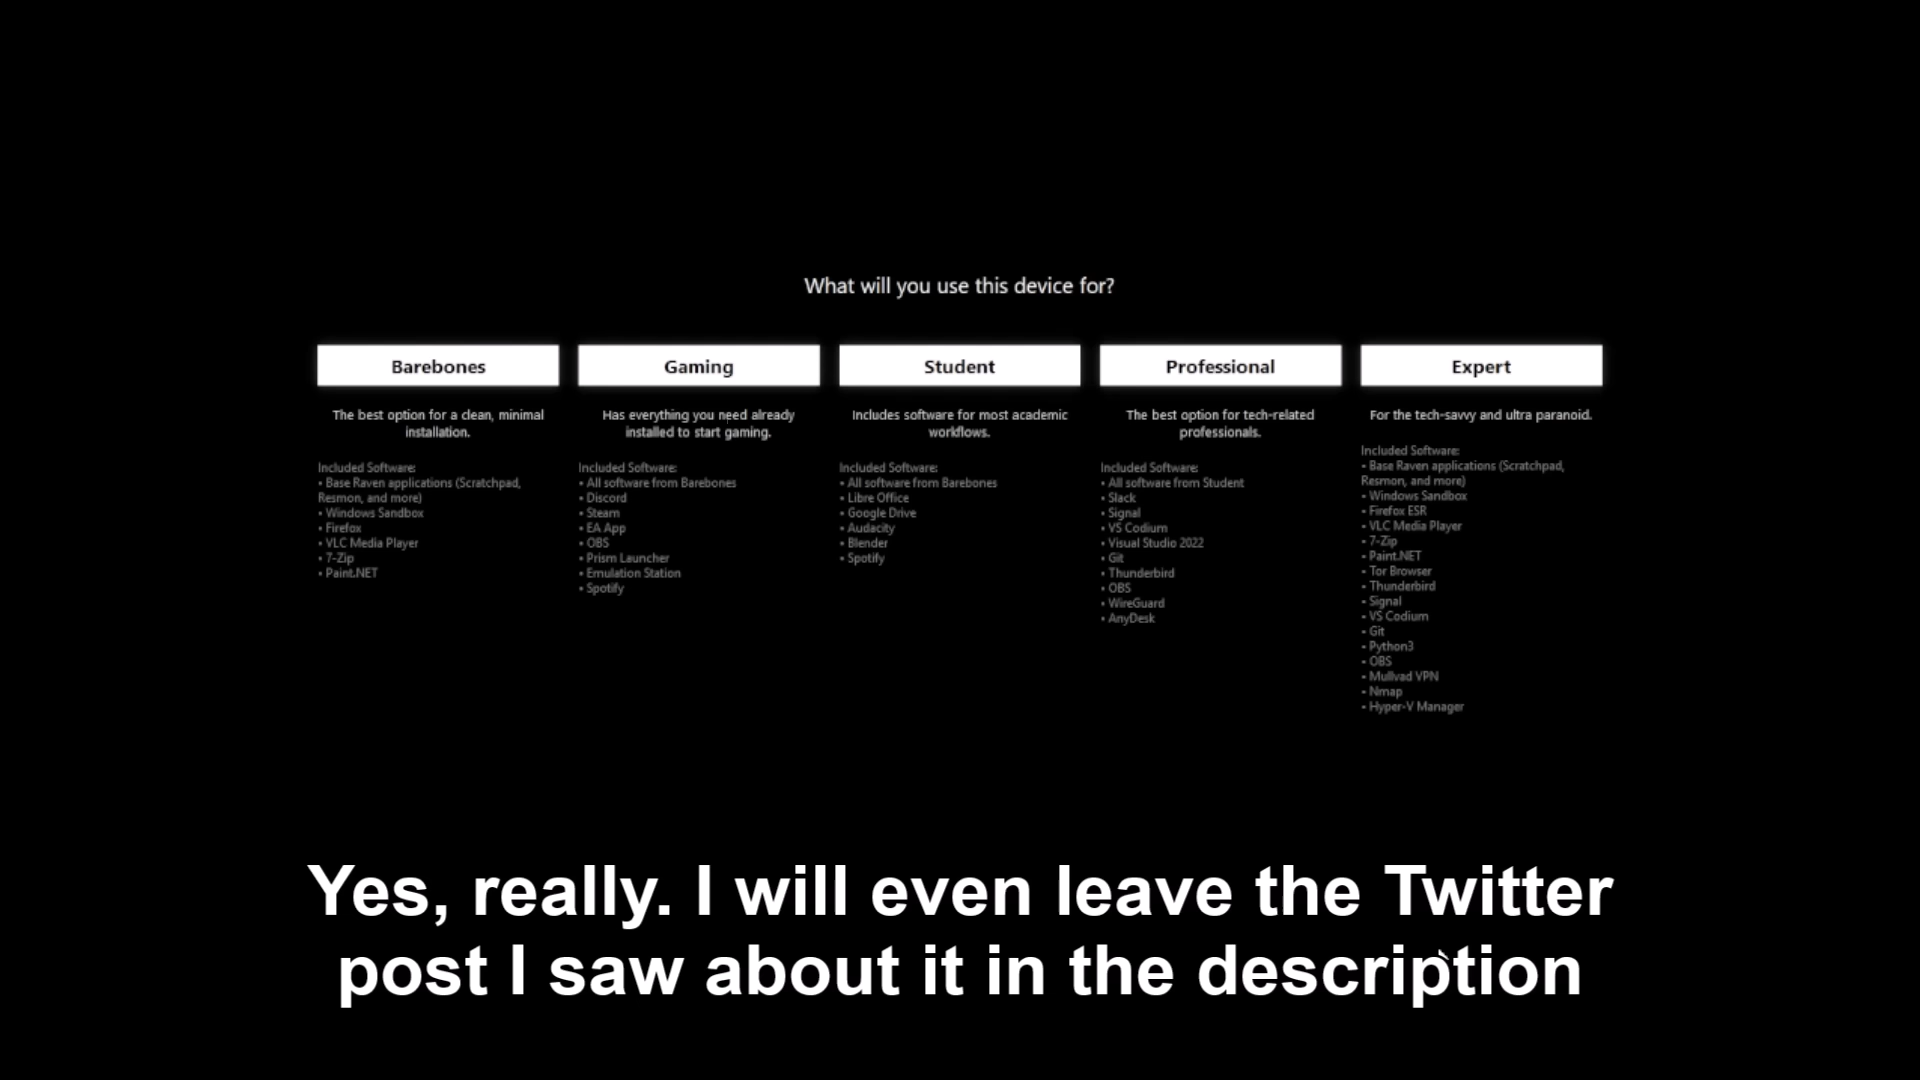 What will you use this device for?
Barebones
The best option for a clean, minimal
installation.
Included Software:
• Base Raven applications (Scratchpad,
Resmon, and more)
• Windows Sandbox
• Firefox
• VLC Media Player
• 7-Zip
• Paint.NET
Gaming
Has everything you need already
installed to start gaming.
Included Software:
• All software from Barebones
• Discord
• Steam
• EA App
• OBS
• Prism Launcher
• Emulation Station
• Spotify
Student
Includes software for most academic
workflows.
Included Software:
• All software from Barebones
• Libre Office
• Google Drive
• Audacity
• Blender
• Spotify
Professional
The best option for tech-related
professionals.
Included Software:
• All software from Student
• Slack
• Signal
• VS Codium
• Visual Studio 2022
• Git
• Thunderbird
• OBS
• WireGuard
• AnyDesk
Expert
For the tech-savvy and ultra paranoid.
Included Software:
• Base Raven applications (Scratchpad,
Resmon, and more)
• Windows Sandbox
• Firefox ESR
• VLC Media Player
• 7-Zip
• Paint.NET
• Tor Browser
• Thunderbird
• Signal
• VS Codium
• Git
• Python3
• OBS
• Mullvad VPN
• Nmap
• Hyper-V Manager
Yes, really. I will even leave the Twitter
post I saw about it in the description